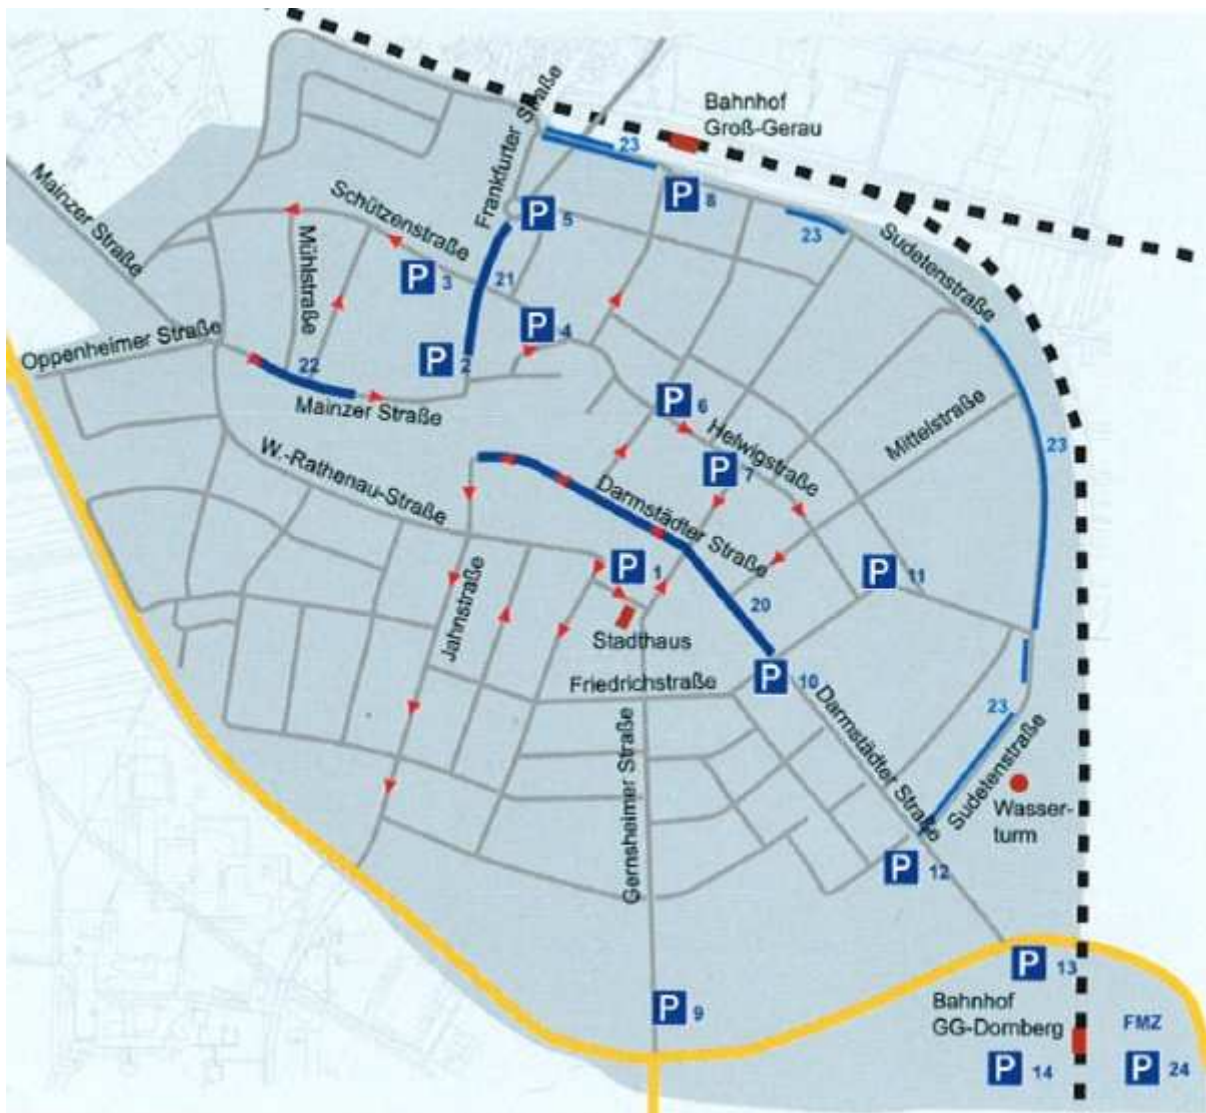 Bahnhof
Groß-Gerau
Frankfurter Straße
23
P 8
Mainzer Straße
Schützenstraße
P 5
23
Sudetenstraße
Mühlstraße
P 3
21
P 4
Oppenheimer Straße
22
P 2
Mainzer Straße
P 6
Helwigstraße
Mittelstraße
23
W.-Rathenau-Straße
P 7
Darmstädter Straße
P 1
P 11
20
Jahnstraße
Stadthaus
Friedrichstraße
P 10
Darmstädter Straße
23
Sudetenstraße
Gernsheimer Straße
Wasser-
turm
P 12
P 13
P 9
Bahnhof
GG-Dornberg
FMZ
P 14
P 24